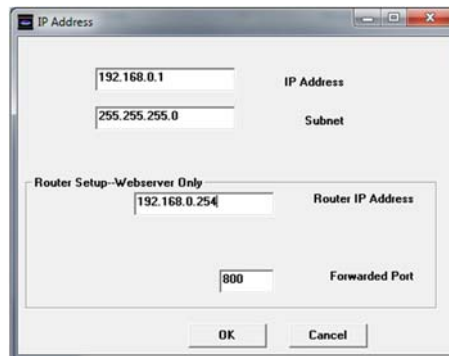 IP Address
192.168.0.1 IP Address
255.255.255.0 Subnet
Router Setup--Webserver Only
192.168.0.254 Router IP Address
800 Forwarded Port
OK Cancel